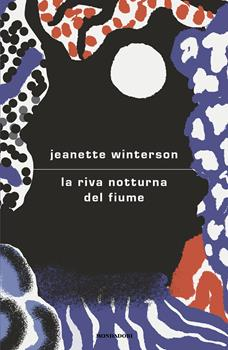 jeanette winterson
la riva notturna
del fiume
MONDADORI